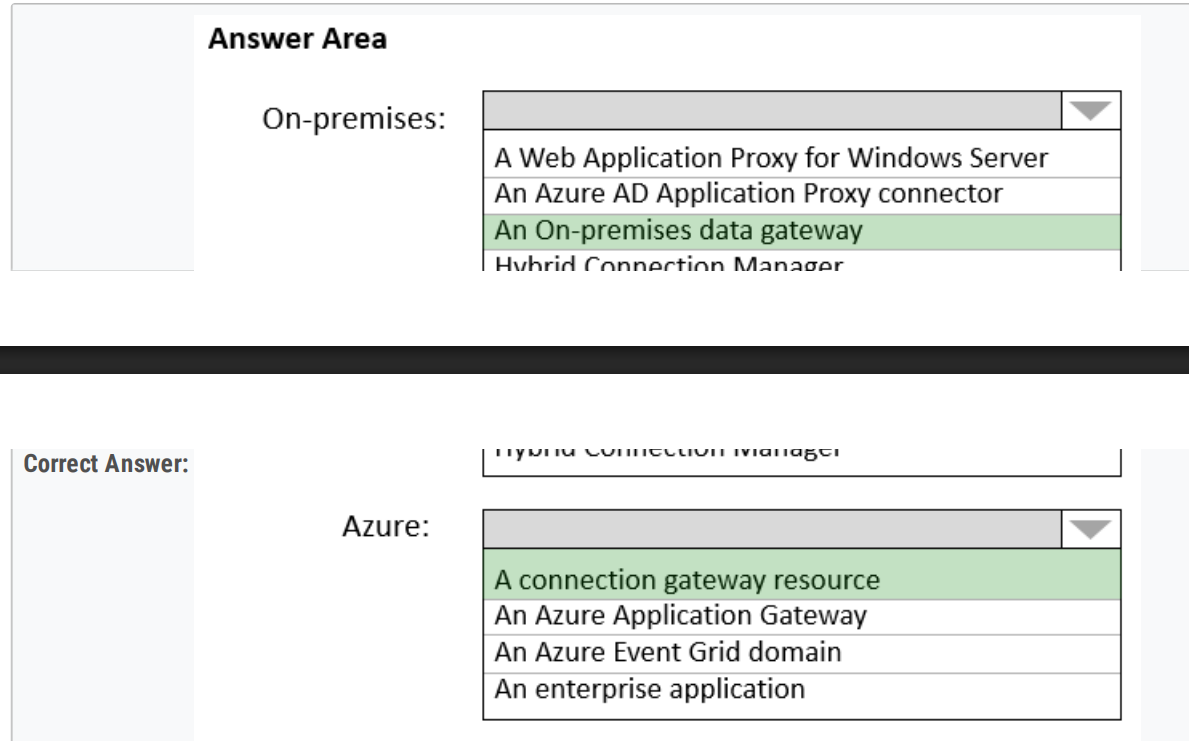 Answer Area
On-premises:
A Web Application Proxy for Windows Server
An Azure AD Application Proxy connector
An On-premises data gateway
Hybrid Connection Manager
Correct Answer:
Hybrid Connection Manager
Azure:
A connection gateway resource
An Azure Application Gateway
An Azure Event Grid domain
An enterprise application